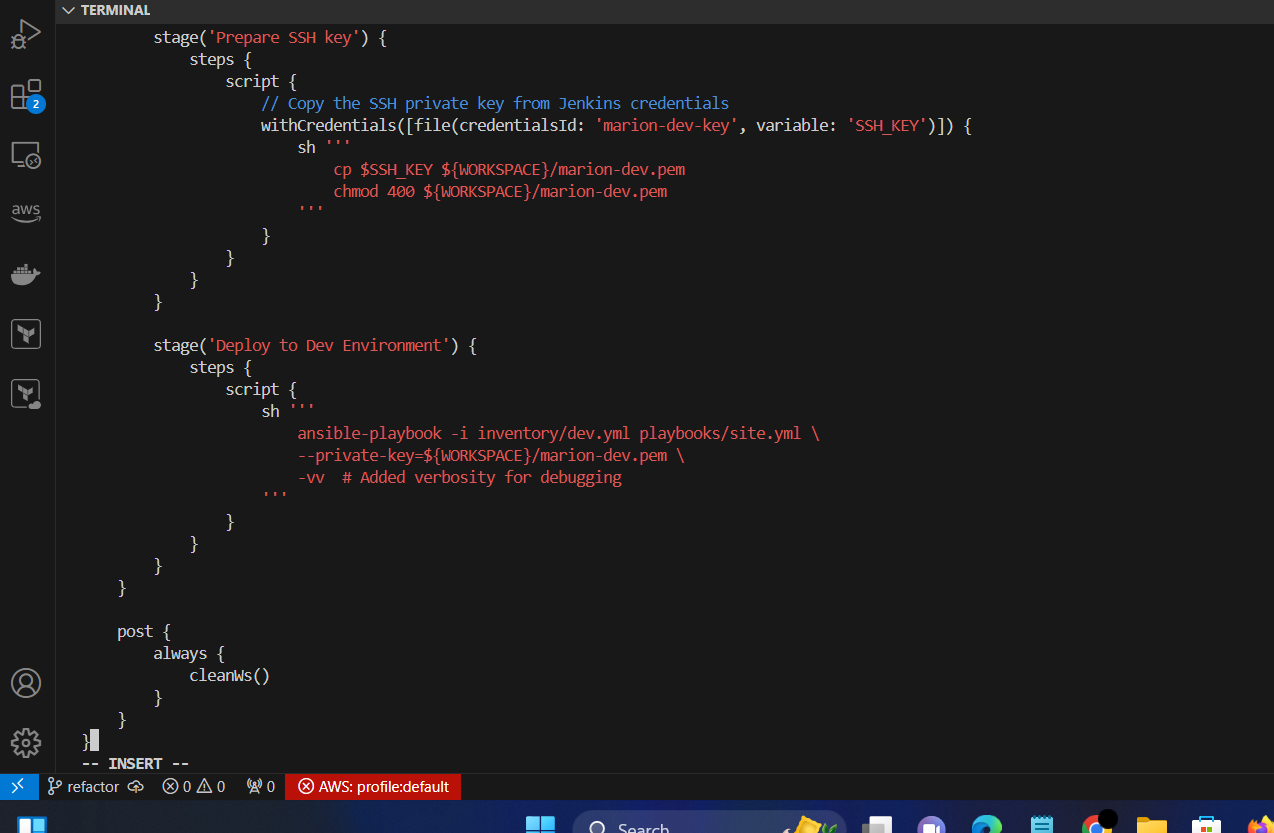 TERMINAL
stage('Prepare SSH key') {
steps {
script {
// Copy the SSH private key from Jenkins credentials
withCredentials([file(credentialsId: 'marion-dev-key', variable: 'SSH_KEY')]) {
sh '''
cp $SSH_KEY ${WORKSPACE}/marion-dev.pem
chmod 400 ${WORKSPACE}/marion-dev.pem
'''
}
}
}
}
stage('Deploy to Dev Environment') {
steps {
script {
sh '''
ansible-playbook -i inventory/dev.yml playbooks/site.yml \
--private-key=${WORKSPACE}/marion-dev.pem \
-vv  # Added verbosity for debugging
'''
}
}
}
}
post {
always {
cleanWs()
}
}
}
-- INSERT --
2
aws
refactor 0 0 0 AWS: profile:default
Search